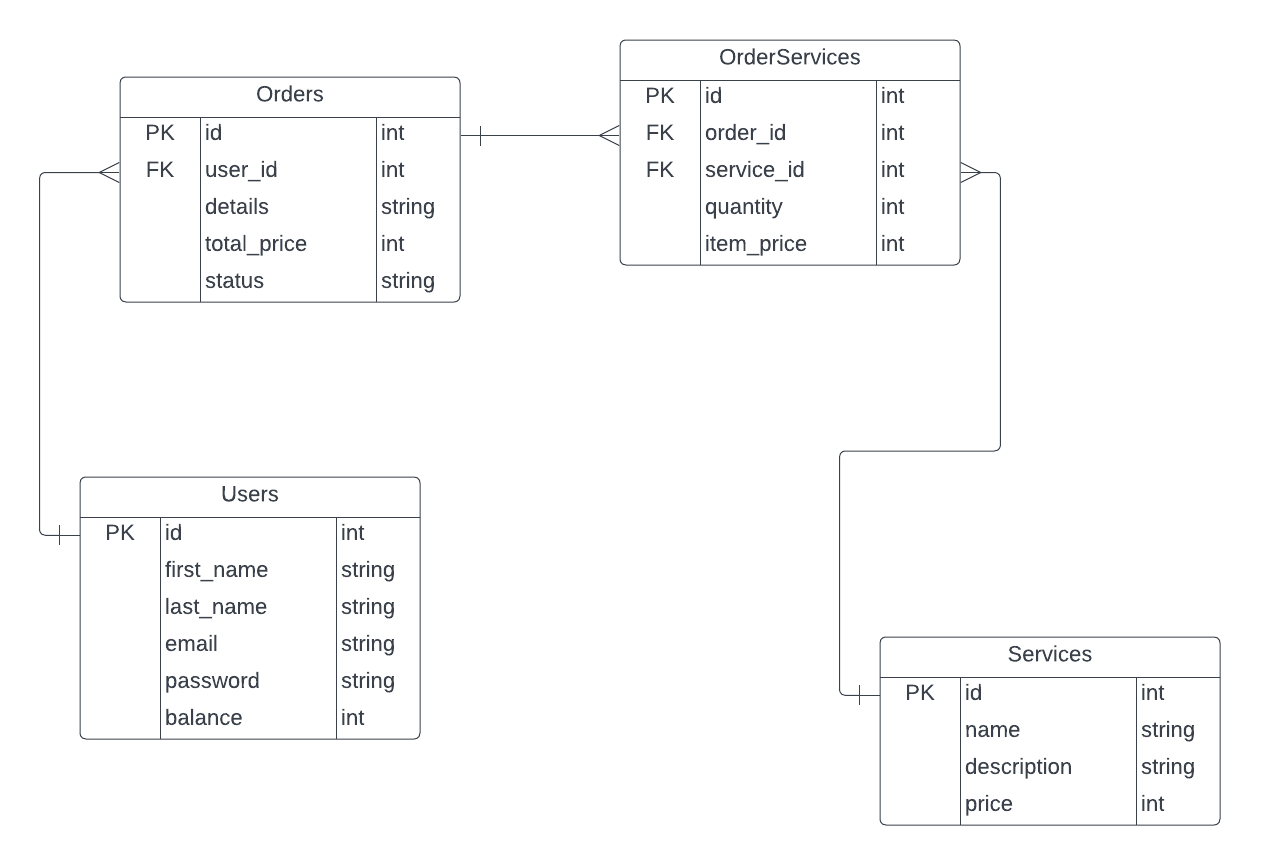 Orders
PK id int
FK user_id int
details string
total_price int
status string
OrderServices
PK id int
FK order_id int
FK service_id int
quantity int
item_price int
Users
PK id int
first_name string
last_name string
email string
password string
balance int
Services
PK id int
name string
description string
price int